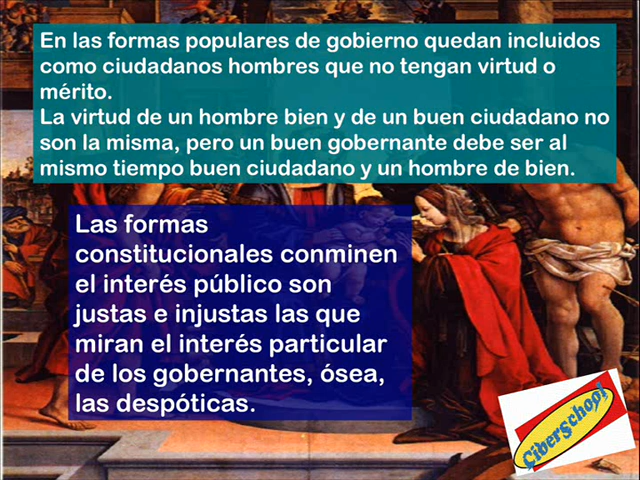 En las formas populares de gobierno quedan incluidos
como ciudadanos hombres que no tengan virtud o
mérito.
La virtud de un hombre bien y de un buen ciudadano no
son la misma, pero un buen gobernante debe ser al
mismo tiempo buen ciudadano y un hombre de bien.
Las formas
constitucionales conminen
el interés público son
justas e injustas las que
miran el interés particular
de los gobernantes, ósea,
las despóticas.
CiberSchool